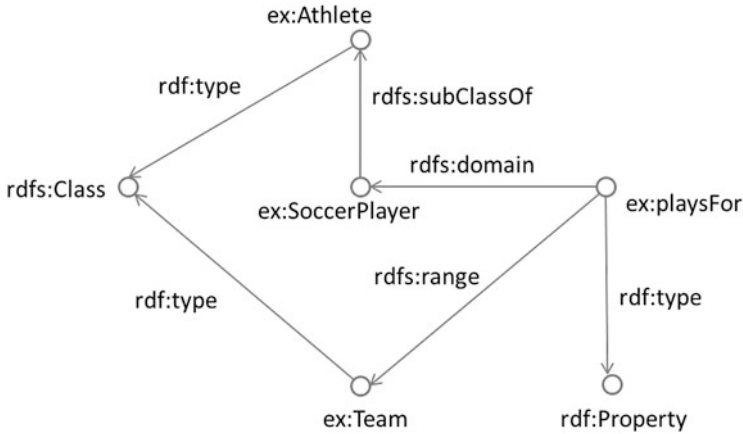 ex:Athlete
rdf:type
rdfs:subClassOf
rdfs:domain
rdfs:Class
ex:SoccerPlayer
ex:playsFor
rdfs:range
rdf:type
rdf:type
ex:Team
rdf:Property